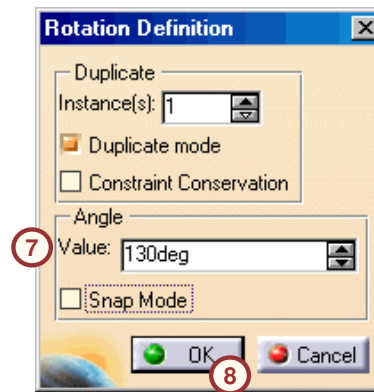 Rotation Definition
Duplicate
Instance(s): 1
Duplicate mode
Constraint Conservation
Angle
7 Value: 130deg
Snap Mode
OK Cancel
8